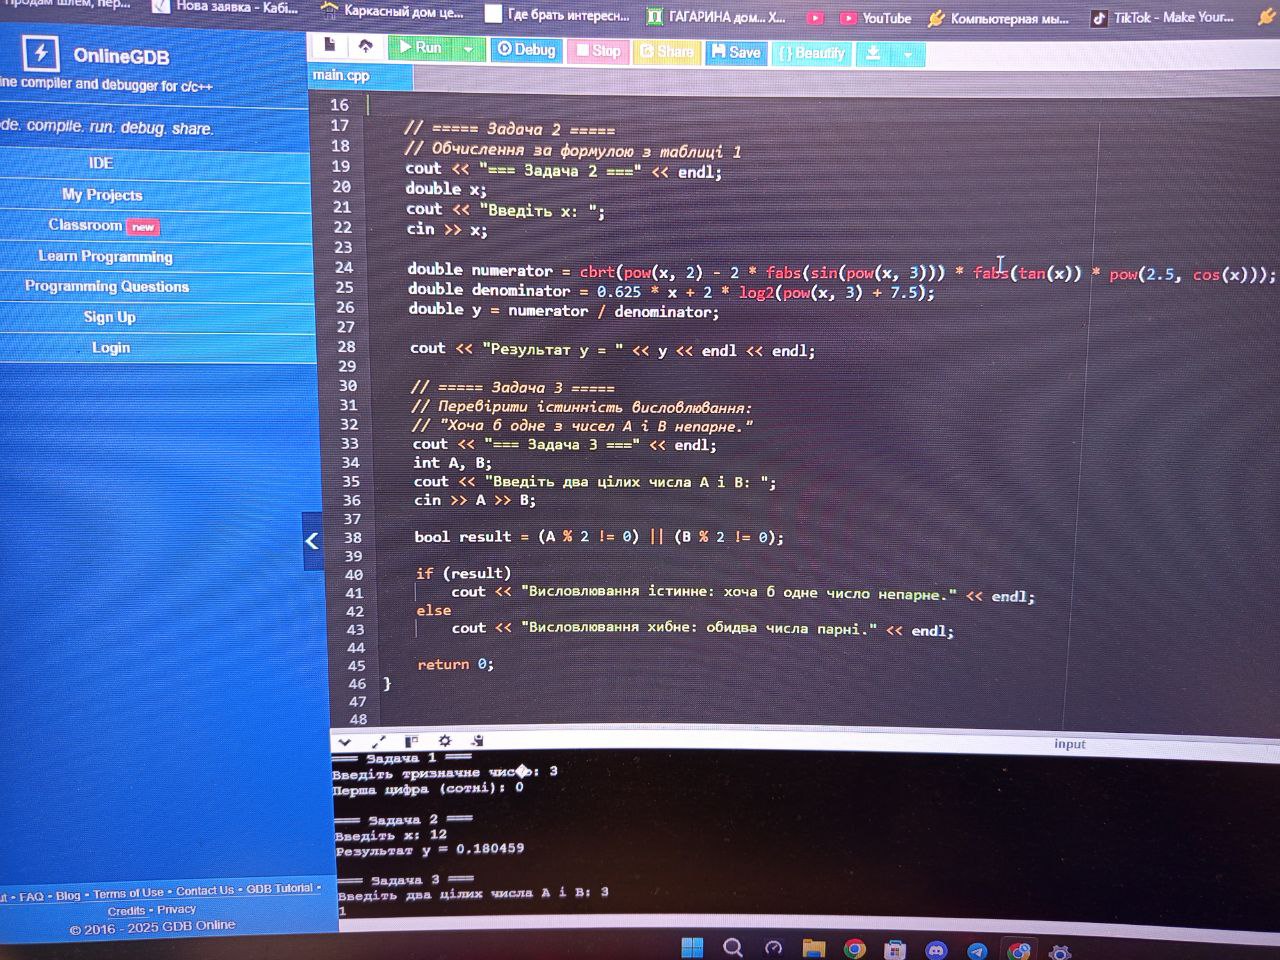 Продам шлем, пер...
Нова заявка - Кабі...
Каркасный дом це...
Где брать интересн...
ГАГАРИНА дом... Х...
YouTube
Компьютерная мы...
TikTok - Make Your...
OnlineGDB
ine compiler and debugger for c/c++
de. compile. run. debug. share.
IDE
My Projects
Classroom new
Learn Programming
Programming Questions
Sign Up
Login
Run
Debug
Stop
Share
Save
{ } Beautify
main.cpp
16
17 // ===== Задача 2 =====
18 // Обчислення за формулою з таблиці 1
19 cout << "=== Задача 2 ===" << endl;
20 double x;
21 cout << "Введіть x: ";
22 cin >> x;
23
24 double numerator = cbrt(pow(x, 2) - 2 * fabs(sin(pow(x, 3))) * fabs(tan(x)) * pow(2.5, cos(x)));
25 double denominator = 0.625 * x + 2 * log2(pow(x, 3) + 7.5);
26 double y = numerator / denominator;
27
28 cout << "Результат y = " << y << endl << endl;
29
30 // ===== Задача 3 =====
31 // Перевірити істинність висловлювання:
32 // "Хоча б одне з чисел A і B непарне."
33 cout << "=== Задача 3 ===" << endl;
34 int A, B;
35 cout << "Введіть два цілих числа A і B: ";
36 cin >> A >> B;
37
38 bool result = (A % 2 != 0) || (B % 2 != 0);
39
40 if (result)
41 cout << "Висловлювання істинне: хоча б одне число непарне." << endl;
42 else
43 cout << "Висловлювання хибне: обидва числа парні." << endl;
44
45 return 0;
46 }
47
48
input
=== Задача 1 ===
Введіть тризначне чис�о: 3
Перша цифра (сотні): 0
=== Задача 2 ===
Введіть x: 12
Результат y = 0.180459
=== Задача 3 ===
Введіть два цілих числа A і B: 3
1
ut • FAQ • Blog • Terms of Use • Contact Us • GDB Tutorial •
Credits • Privacy
© 2016 - 2025 GDB Online